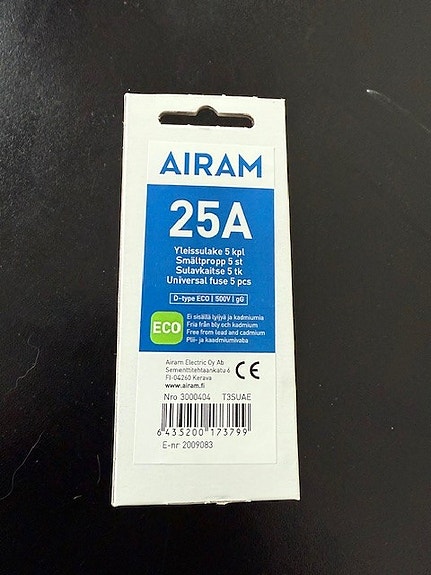 AIRAM
25A
Yleissulake 5 kpl
Smältpropp 5 st
Sulavkaitse 5 tk
Universal fuse 5 pcs
D-type ECO | 500V | gG
ECO
Ei sisällä lyijyä ja kadmiumia
Fria från bly och kadmium
Free from lead and cadmium
Plii- ja kaadmiumivaba
Airam Electric Oy Ab
Sementtitehtaankatu 6
FI-04260 Kerava
www.airam.fi
CE
Nro 3000404 T3SUAE
6 435200 173799
E-nr 2009083